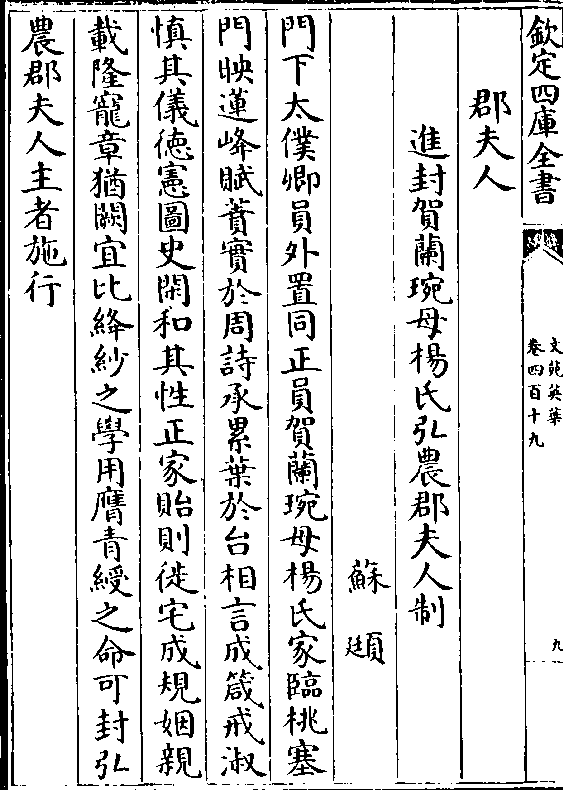 欽定四庫全書
文苑英華
卷四百十九
九
郡夫人
進封賀蘭琬母楊氏弘農郡夫人制
蘇頲
門下太僕卿員外置同正員賀蘭琬母楊氏家臨桃塞
門映蓮峰賦蕡實於周詩承累葉於台相言成箴戒淑
慎其儀德憲圖史閑和其性正家貽則徙宅成規姻親
載隆寵章猶闕宜比絳紗之學用膺青綬之命可封弘
農郡夫人主者施行